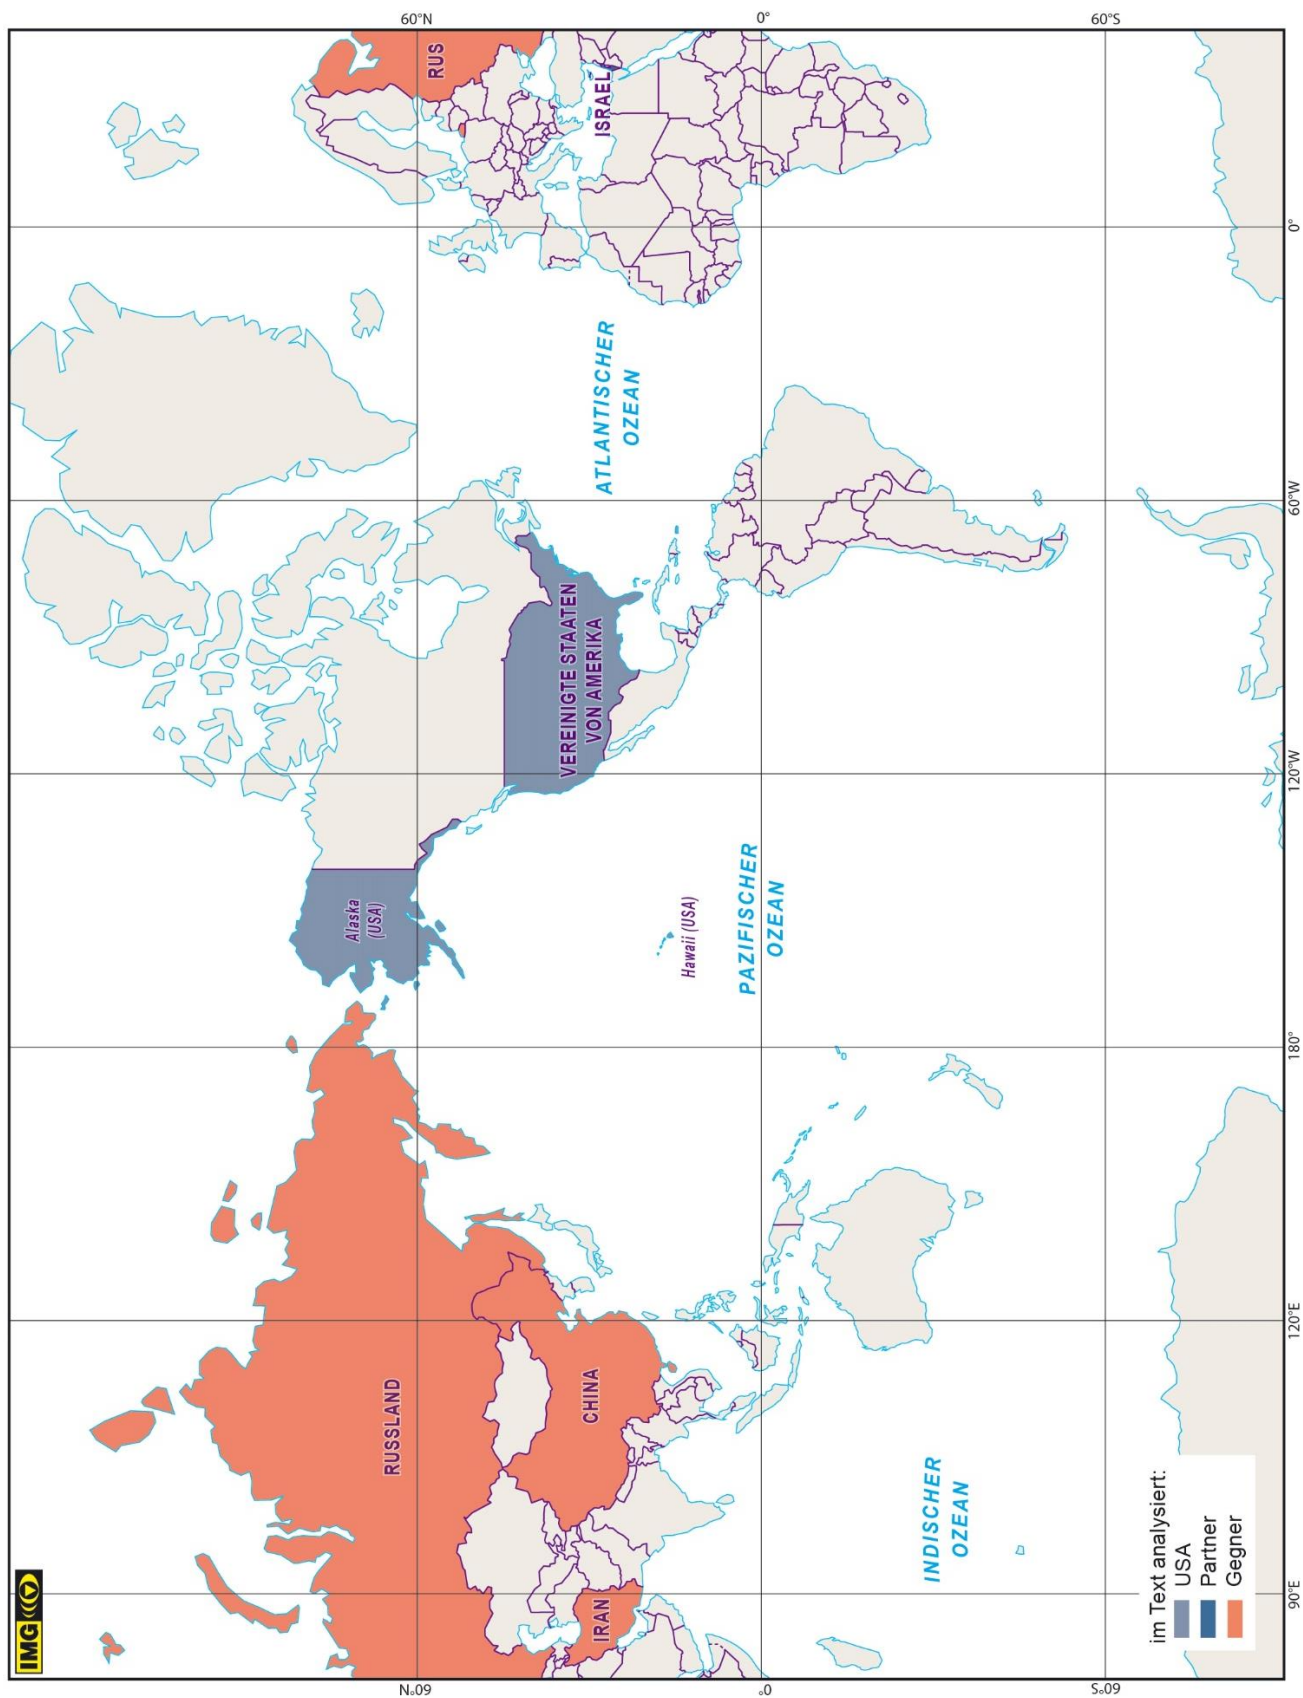 IMG
60°N
0°
60°S
RUSSLAND
Alaska
(USA)
RUS
CHINA
IRAN
VEREINIGTE STAATEN
VON AMERIKA
ISRAEL
ATLANTISCHER
OZEAN
Hawaii (USA)
PAZIFISCHER
OZEAN
INDISCHER
OZEAN
im Text analysiert:
USA
Partner
Gegner
60°N
0°
60°S
90°E
120°E
180°
120°W
60°W
0°